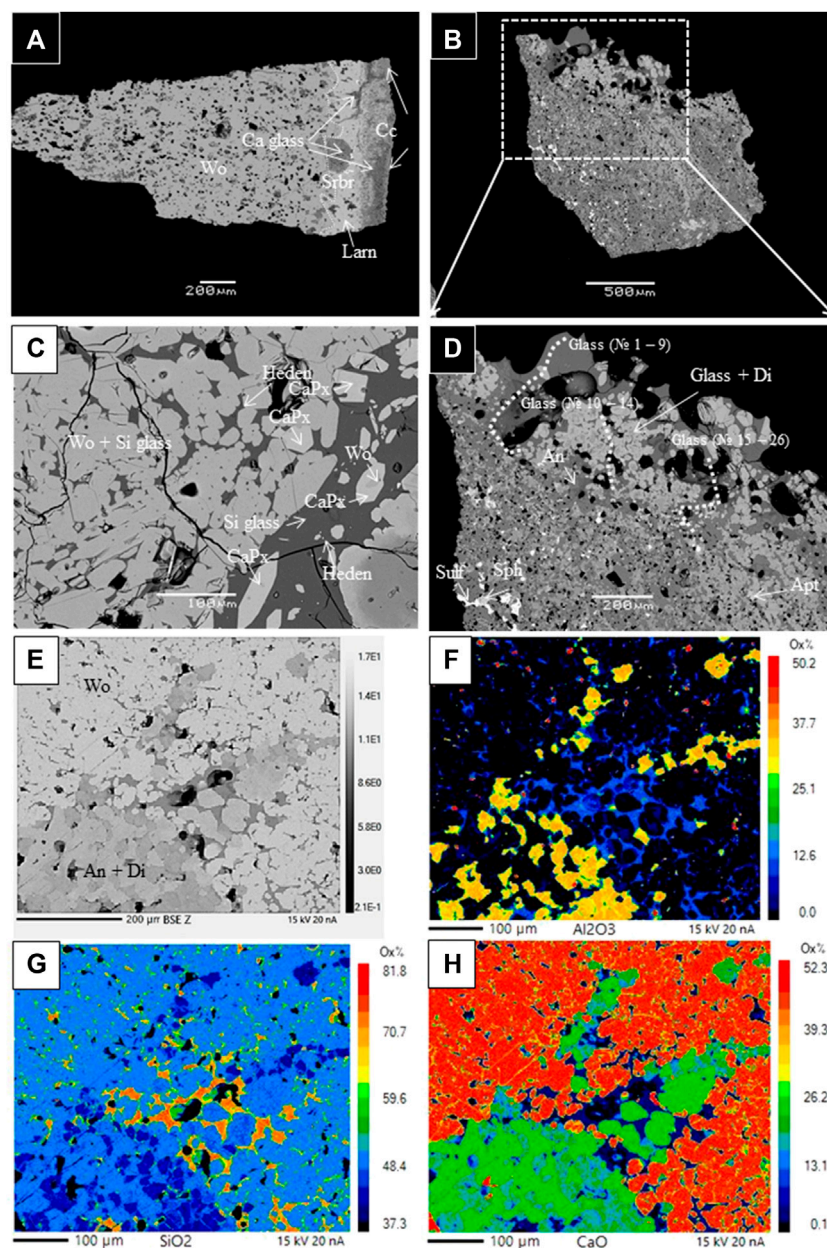 A
Ca glass
Cc
Wo
Srbr
Larn
200µm
B
500µm
C
Heden
CaPx
CaPx
Wo + Si glass
Wo
CaPx
Si glass
CaPx
Heden
100µm
D
Glass (№ 1 – 9)
Glass + Di
Glass (№ 10 – 14)
Glass (№ 15 – 26)
An
Sulf
Sph
Apt
200µm
E
Wo
An + Di
1.7E1
1.4E1
1.1E1
8.6E0
5.7E0
3.0E0
2.1E-1
200 µm BSE Z
15 kV 20 nA
F
Ox%
50.2
37.7
25.1
12.6
0.0
100 µm
Al2O3
15 kV 20 nA
G
Ox%
81.8
70.7
59.6
48.4
37.3
100 µm
SiO2
15 kV 20 nA
H
Ox%
52.3
39.3
26.2
13.1
0.1
100 µm
CaO
15 kV 20 nA